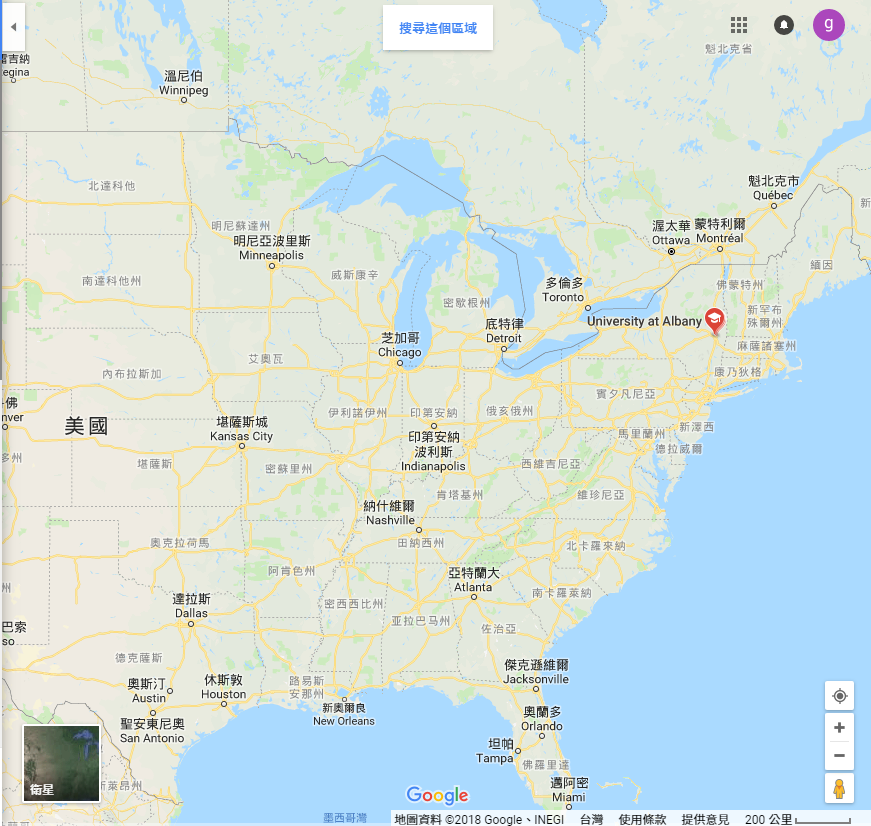 搜尋這個區域
g
雷吉納
egina
魁北克省
溫尼伯
Winnipeg
北達科他
魁北克市
Québec
明尼蘇達州
明尼亞波里斯
Minneapolis
渥太華
Ottawa
蒙特利爾
Montréal
緬因
南達科他州
威斯康辛
多倫多
Toronto
佛蒙特州
密歇根州
新罕布
殊爾州
University at Albany
底特律
Detroit
芝加哥
Chicago
麻薩諸塞州
艾奧瓦
內布拉斯加
康乃狄格
賓夕凡尼亞
佛
nver
美國
堪薩斯城
Kansas City
伊利諾伊州
印第安納
俄亥俄州
印第安納
波利斯
Indianapolis
馬里蘭州
新澤西
德拉威爾
多州
堪薩斯
密蘇里州
西維吉尼亞
肯塔基州
維珍尼亞
納什維爾
Nashville
奧克拉荷馬
田納西州
北卡羅來納
阿肯色州
亞特蘭大
Atlanta
南卡羅萊納
達拉斯
Dallas
密西西比州
亞拉巴馬州
佐治亞
巴索
so
德克薩斯
傑克遜維爾
Jacksonville
奧斯汀
Austin
休斯敦
Houston
路易斯
安那州
新奧爾良
New Orleans
聖安東尼奧
San Antonio
奧蘭多
Orlando
坦帕
Tampa
佛羅里達
邁阿密
Miami
衛星
新萊昂州
Google
墨西哥灣
地圖資料 ©2018 Google、INEGI 台灣 使用條款 提供意見 200 公里